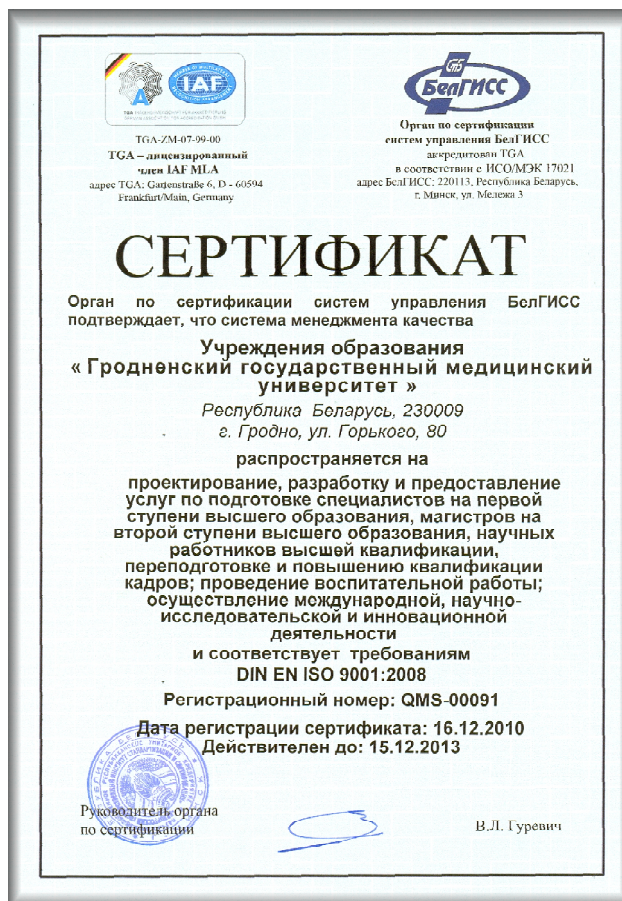 IAF
TGA-ZM-07-99-00
TGA – лицензированный
член IAF MLA
адрес TGA: Gartenstraße 6, D - 60594
Frankfurt/Main, Germany
СТБ
БелГИСС
Орган по сертификации
систем управления БелГИСС
аккредитован TGA
в соответствии с ИСО/МЭК 17021
адрес БелГИСС: 220113, Республика Беларусь,
г. Минск, ул. Мележа 3
СЕРТИФИКАТ
Орган по сертификации систем управления БелГИСС
подтверждает, что система менеджмента качества
Учреждения образования
« Гродненский государственный медицинский
университет »
Республика Беларусь, 230009
г. Гродно, ул. Горького, 80
распространяется на
проектирование, разработку и предоставление
услуг по подготовке специалистов на первой
ступени высшего образования, магистров на
второй ступени высшего образования, научных
работников высшей квалификации,
переподготовке и повышению квалификации
кадров; проведение воспитательной работы;
осуществление международной, научно-
исследовательской и инновационной
деятельности
и соответствует требованиям
DIN EN ISO 9001:2008
Регистрационный номер: QMS-00091
Дата регистрации сертификата: 16.12.2010
Действителен до: 15.12.2013
Руководитель органа
по сертификации
В.Л. Гуревич